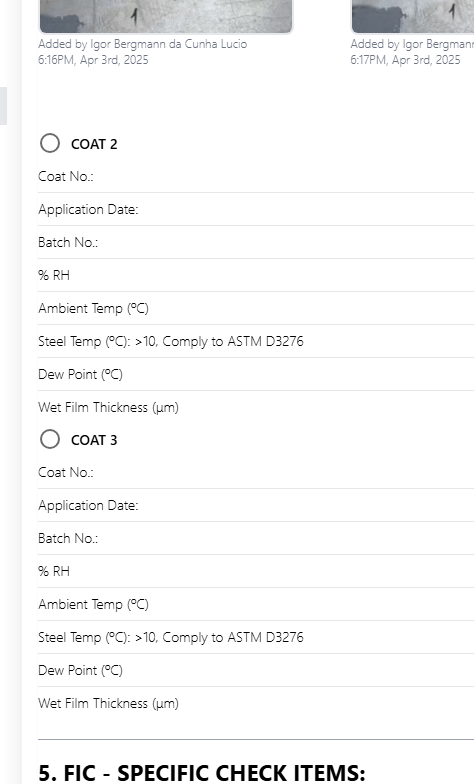 Added by Igor Bergmann da Cunha Lucio
6:16PM, Apr 3rd, 2025
Added by Igor Bergmann
6:17PM, Apr 3rd, 2025
COAT 2
Coat No.:
Application Date:
Batch No.:
% RH
Ambient Temp (ºC)
Steel Temp (ºC): >10, Comply to ASTM D3276
Dew Point (ºC)
Wet Film Thickness (µm)
COAT 3
Coat No.:
Application Date:
Batch No.:
% RH
Ambient Temp (ºC)
Steel Temp (ºC): >10, Comply to ASTM D3276
Dew Point (ºC)
Wet Film Thickness (µm)
5. FIC - SPECIFIC CHECK ITEMS: